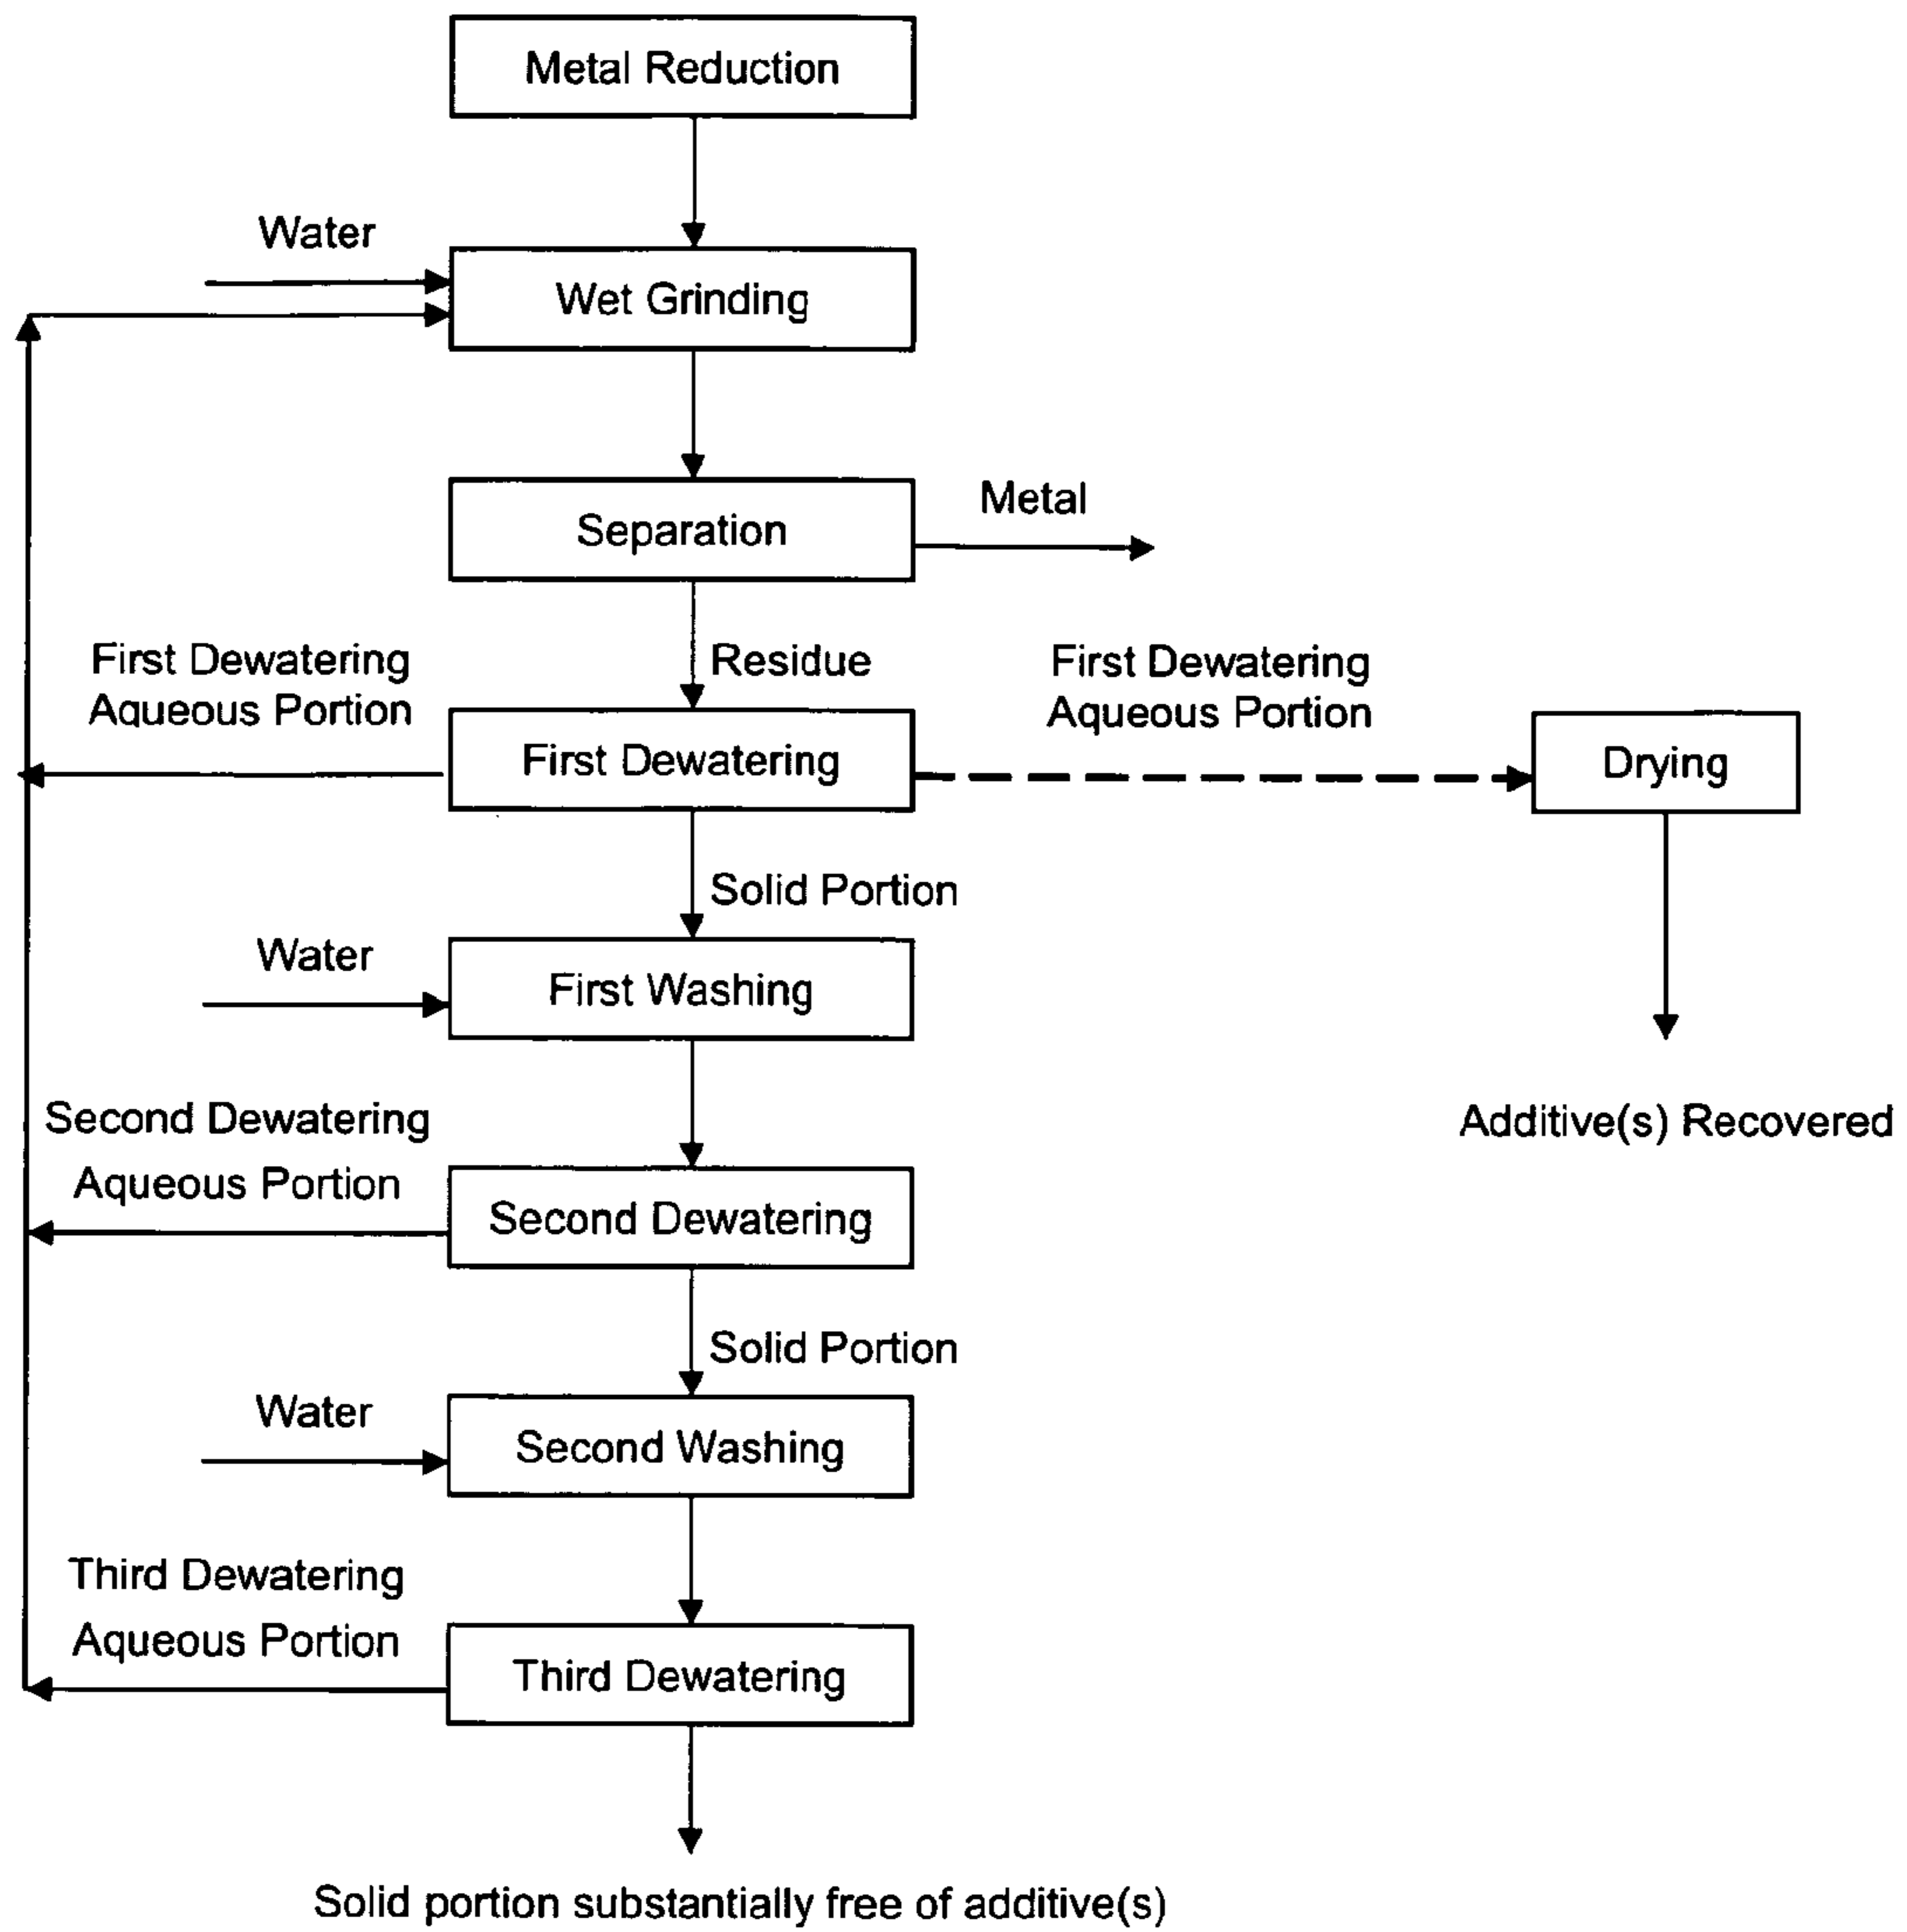 Metal Reduction
Water
Wet Grinding
Separation
Metal
First Dewatering
Aqueous Portion
Residue
First Dewatering
Aqueous Portion
First Dewatering
Drying
Solid Portion
Water
First Washing
Second Dewatering
Aqueous Portion
Additive(s) Recovered
Second Dewatering
Solid Portion
Water
Second Washing
Third Dewatering
Aqueous Portion
Third Dewatering
Solid portion substantially free of additive(s)